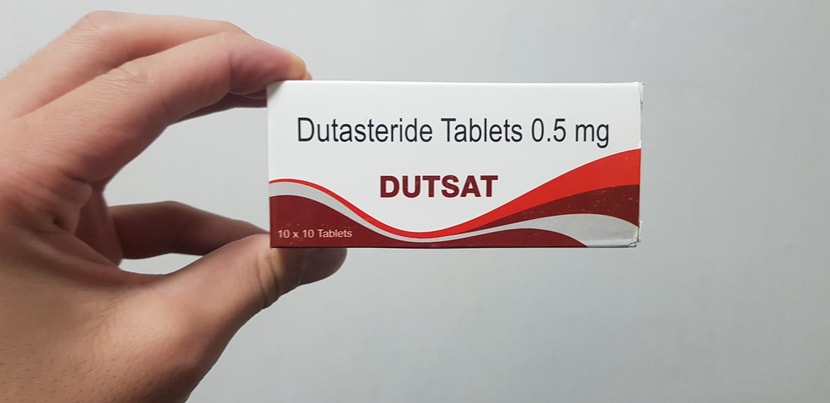 Dutasteride Tablets 0.5 mg
DUTSAT
10 x 10 Tablets